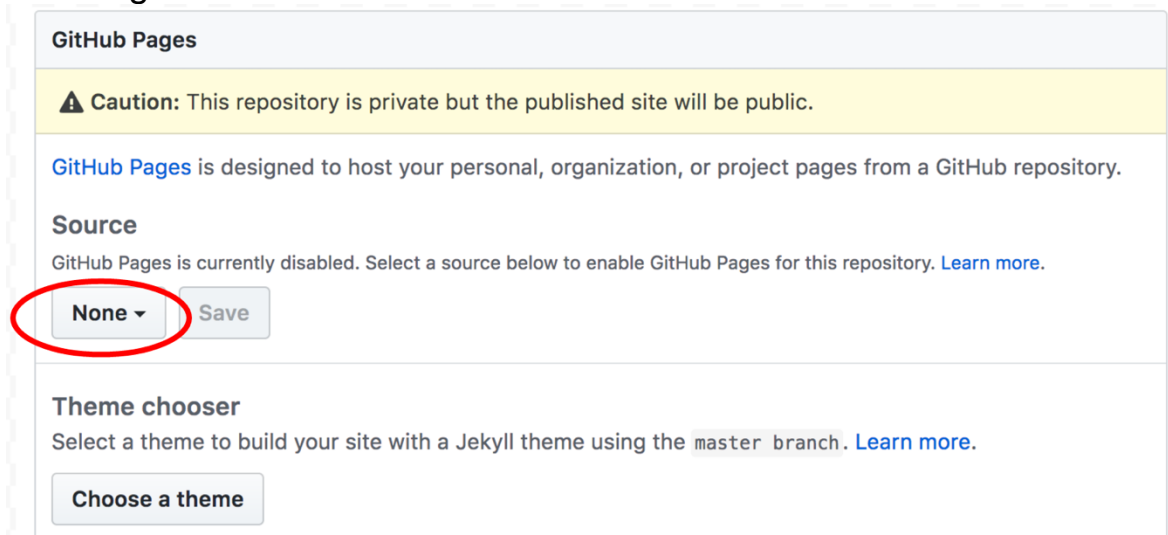 GitHub Pages
Caution: This repository is private but the published site will be public.
GitHub Pages is designed to host your personal, organization, or project pages from a GitHub repository.
Source
GitHub Pages is currently disabled. Select a source below to enable GitHub Pages for this repository. Learn more.
None Save
Theme chooser
Select a theme to build your site with a Jekyll theme using the master branch. Learn more.
Choose a theme